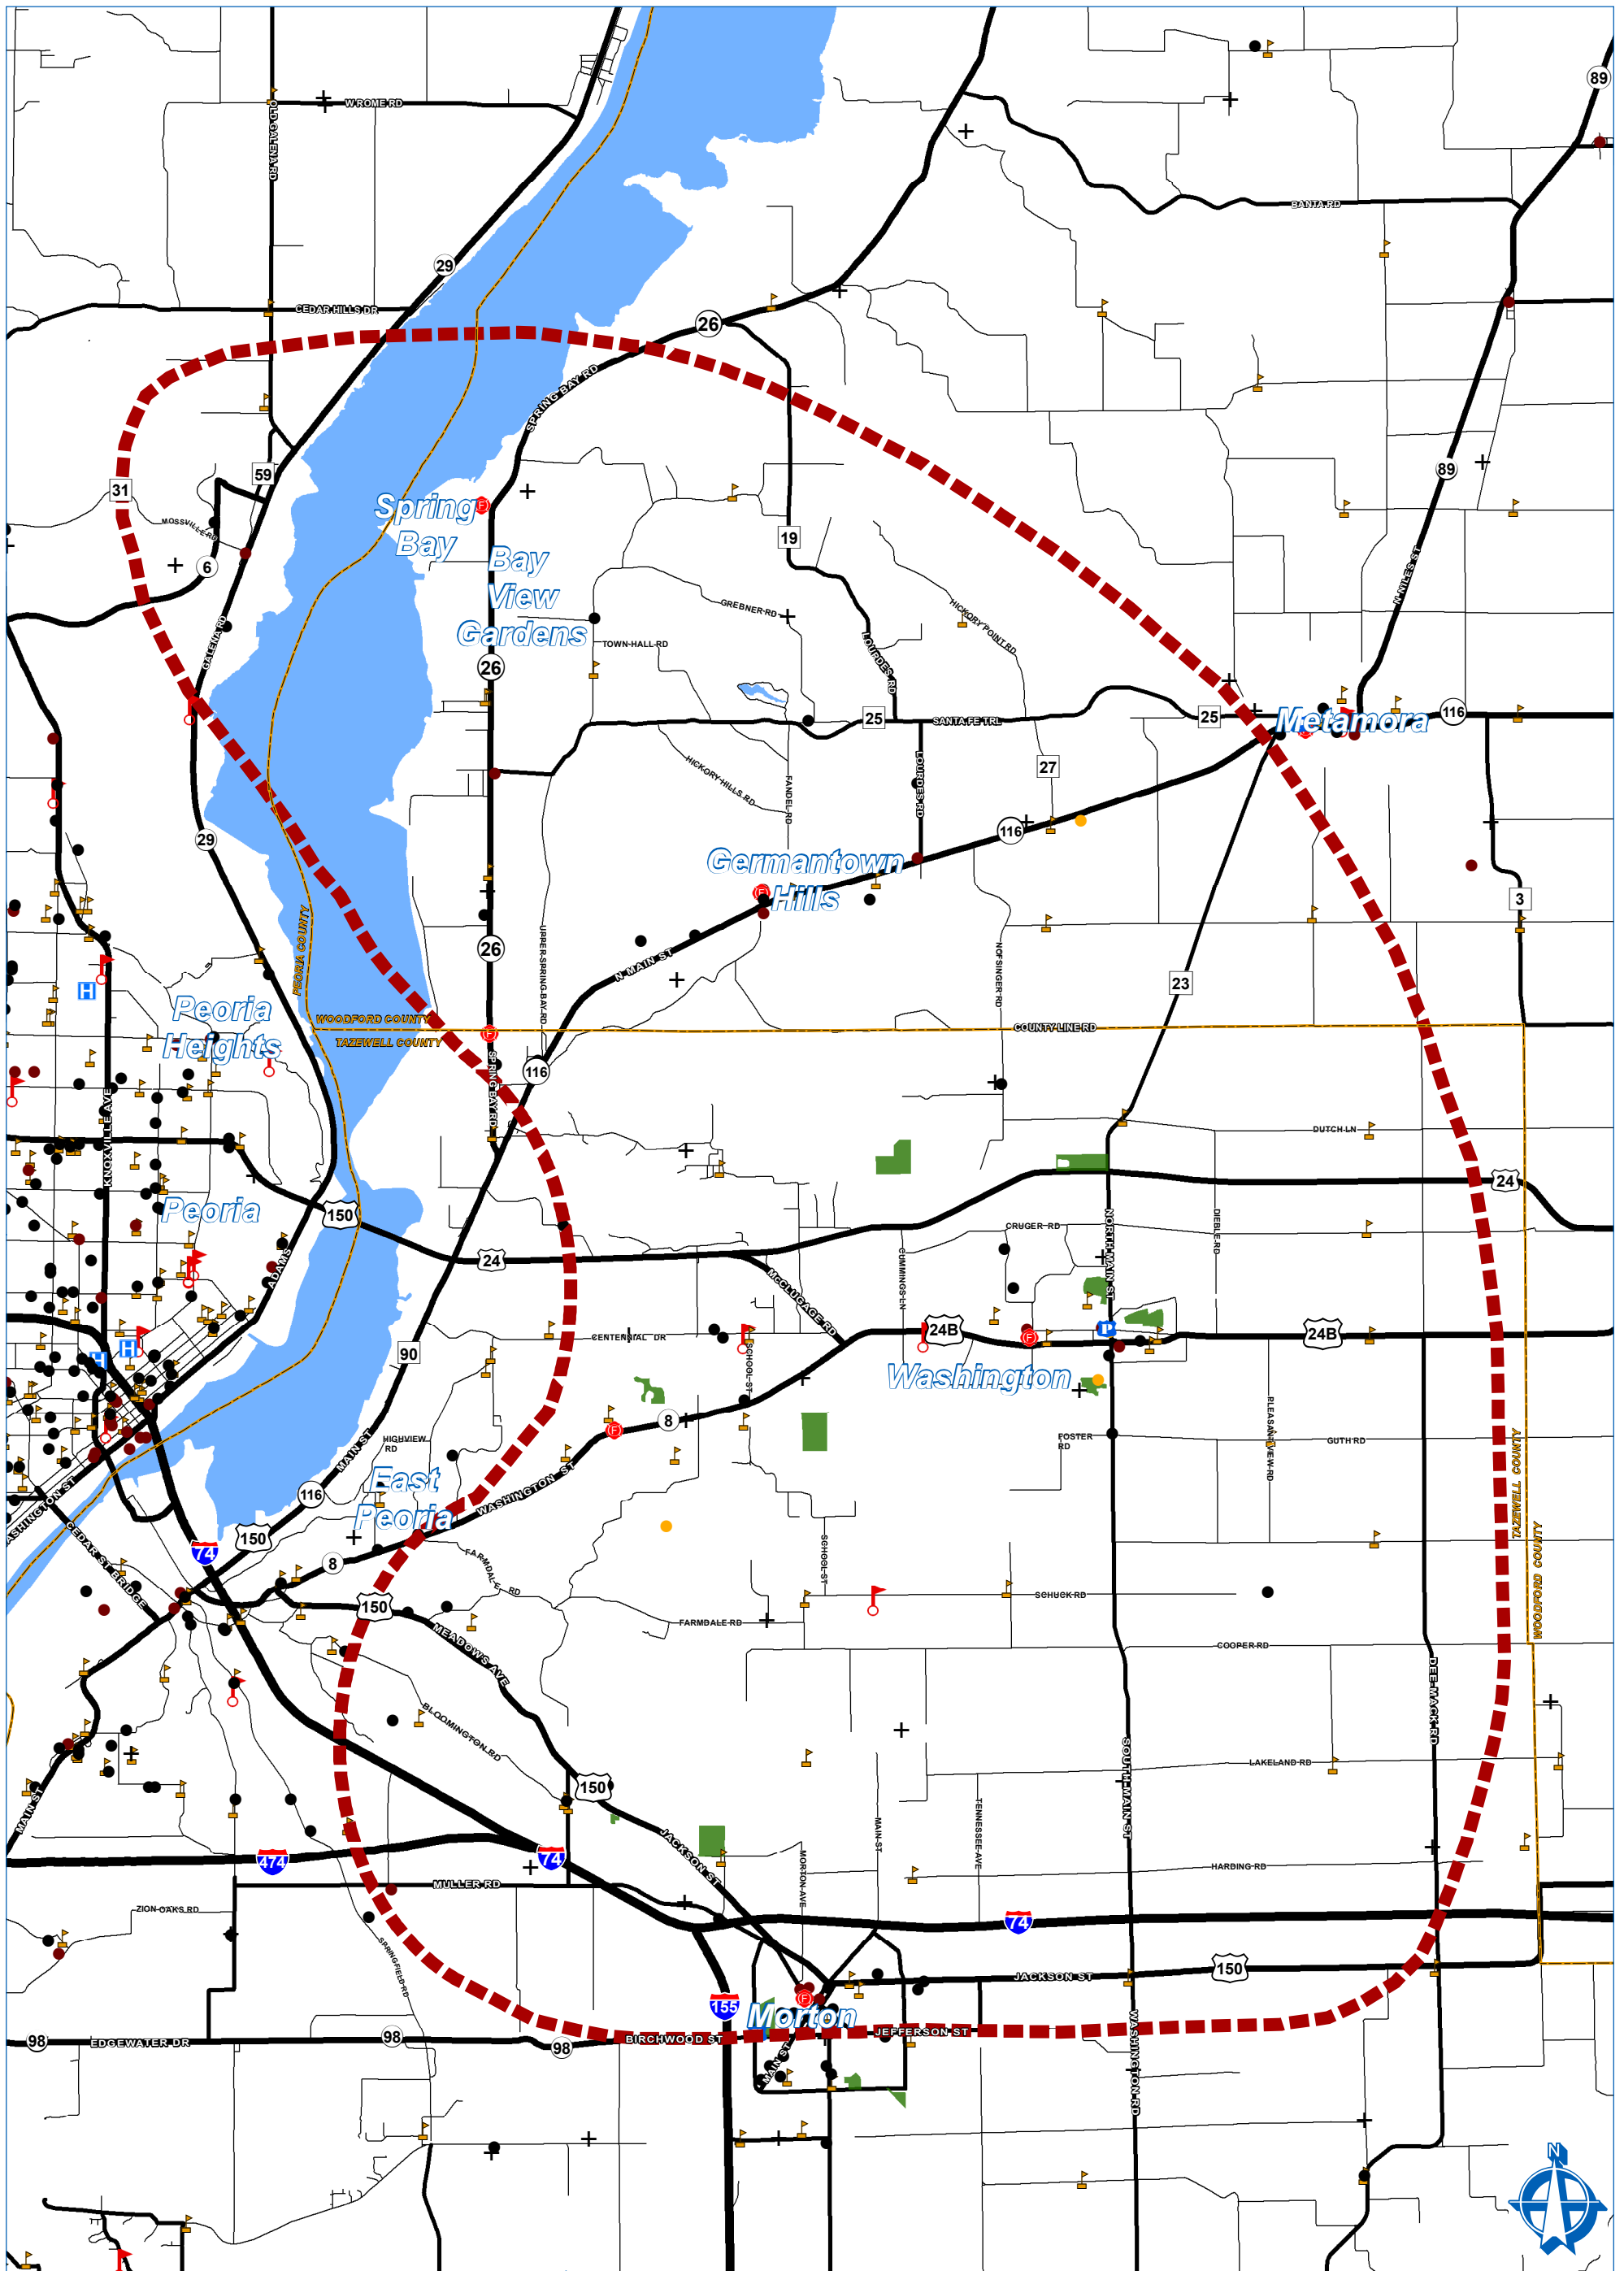 89
W ROME RD
OLD GALENA RD
BANTA RD
29
CEDAR HILLS DR
26
SPRING BAY RD
59
89
31
Spring
Bay
MOSSVILLE RD
19
Bay
View
Gardens
6
N NILES ST
GREBNER RD
HICKORY POINT RD
GALENA RD
TOWN HALL RD
LOURDES RD
26
25
SANTA FE TRL
25
Metamora
116
HICKORY HILLS RD
FANDEL RD
LOURDES RD
27
29
116
Germantown
Hills
3
PEORIA COUNTY
26
UPPER SPRING BAY RD
N MAIN ST
NOFSINGER RD
23
H
Peoria
Heights
WOODFORD COUNTY
TAZEWELL COUNTY
COUNTY LINE RD
SPRING BAY RD
116
KNOXVILLE AVE
DUTCH LN
24
Peoria
150
ADAMS
24
McCLUGAGE RD
CUMMINGS LN
CRUGER RD
NORTH MAIN ST
DIEBLE RD
H
H
90
CENTENNIAL DR
SCHOOL ST
24B
F
P
24B
Washington
MAIN ST
HIGHVIEW
RD
8
F
FOSTER
RD
PLEASANT VIEW RD
GUTH RD
TAZEWELL COUNTY
WOODFORD COUNTY
East
Peoria
WASHINGTON ST
116
150
WASHINGTON ST
CEDAR ST BRIDGE
74
8
FARMDALE RD
SCHOOL ST
150
SCHUCK RD
FARMDALE RD
MEADOWS AVE
COOPER RD
DEE-MACK RD
BLOOMINGTON RD
SOUTH MAIN ST
LAKELAND RD
150
MAIN ST
MAIN ST
TENNESSEE AVE
JACKSON ST
474
74
MORTON AVE
HARDING RD
MULLER RD
ZION OAKS RD
74
SPRINGFIELD RD
JACKSON ST
150
155
F
Morton
98
EDGEWATER DR
98
98
BIRCHWOOD ST
JEFFERSON ST
MAIN ST
WASHINGTON RD
N